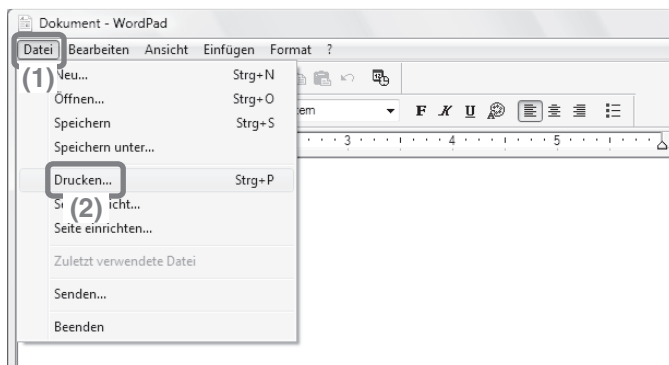 Dokument - WordPad
Datei Bearbeiten Ansicht Einfügen Format ?
(1)
Neu... Strg+N
Öffnen... Strg+O
Speichern Strg+S
Speichern unter...
Drucken... Strg+P
(2)
Seite einrichten...
Zuletzt verwendete Datei
Senden...
Beenden
F K U
3 4 5